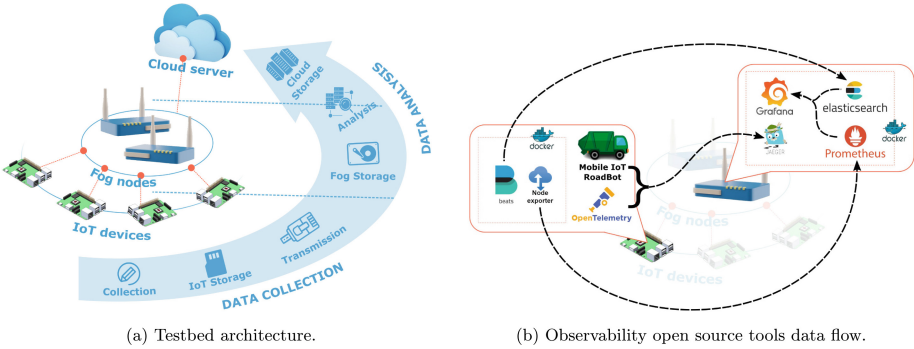 Cloud server
Fog nodes
IoT devices
Cloud Storage
Analysis
Fog Storage
Transmission
IoT Storage
Collection
DATA ANALYSIS
DATA COLLECTION
(a) Testbed architecture.
docker
beats
Node exporter
Mobile IoT
RoadBot
OpenTelemetry
Fog nodes
IoT devices
Grafana
elasticsearch
JAEGER
Prometheus
docker
(b) Observability open source tools data flow.